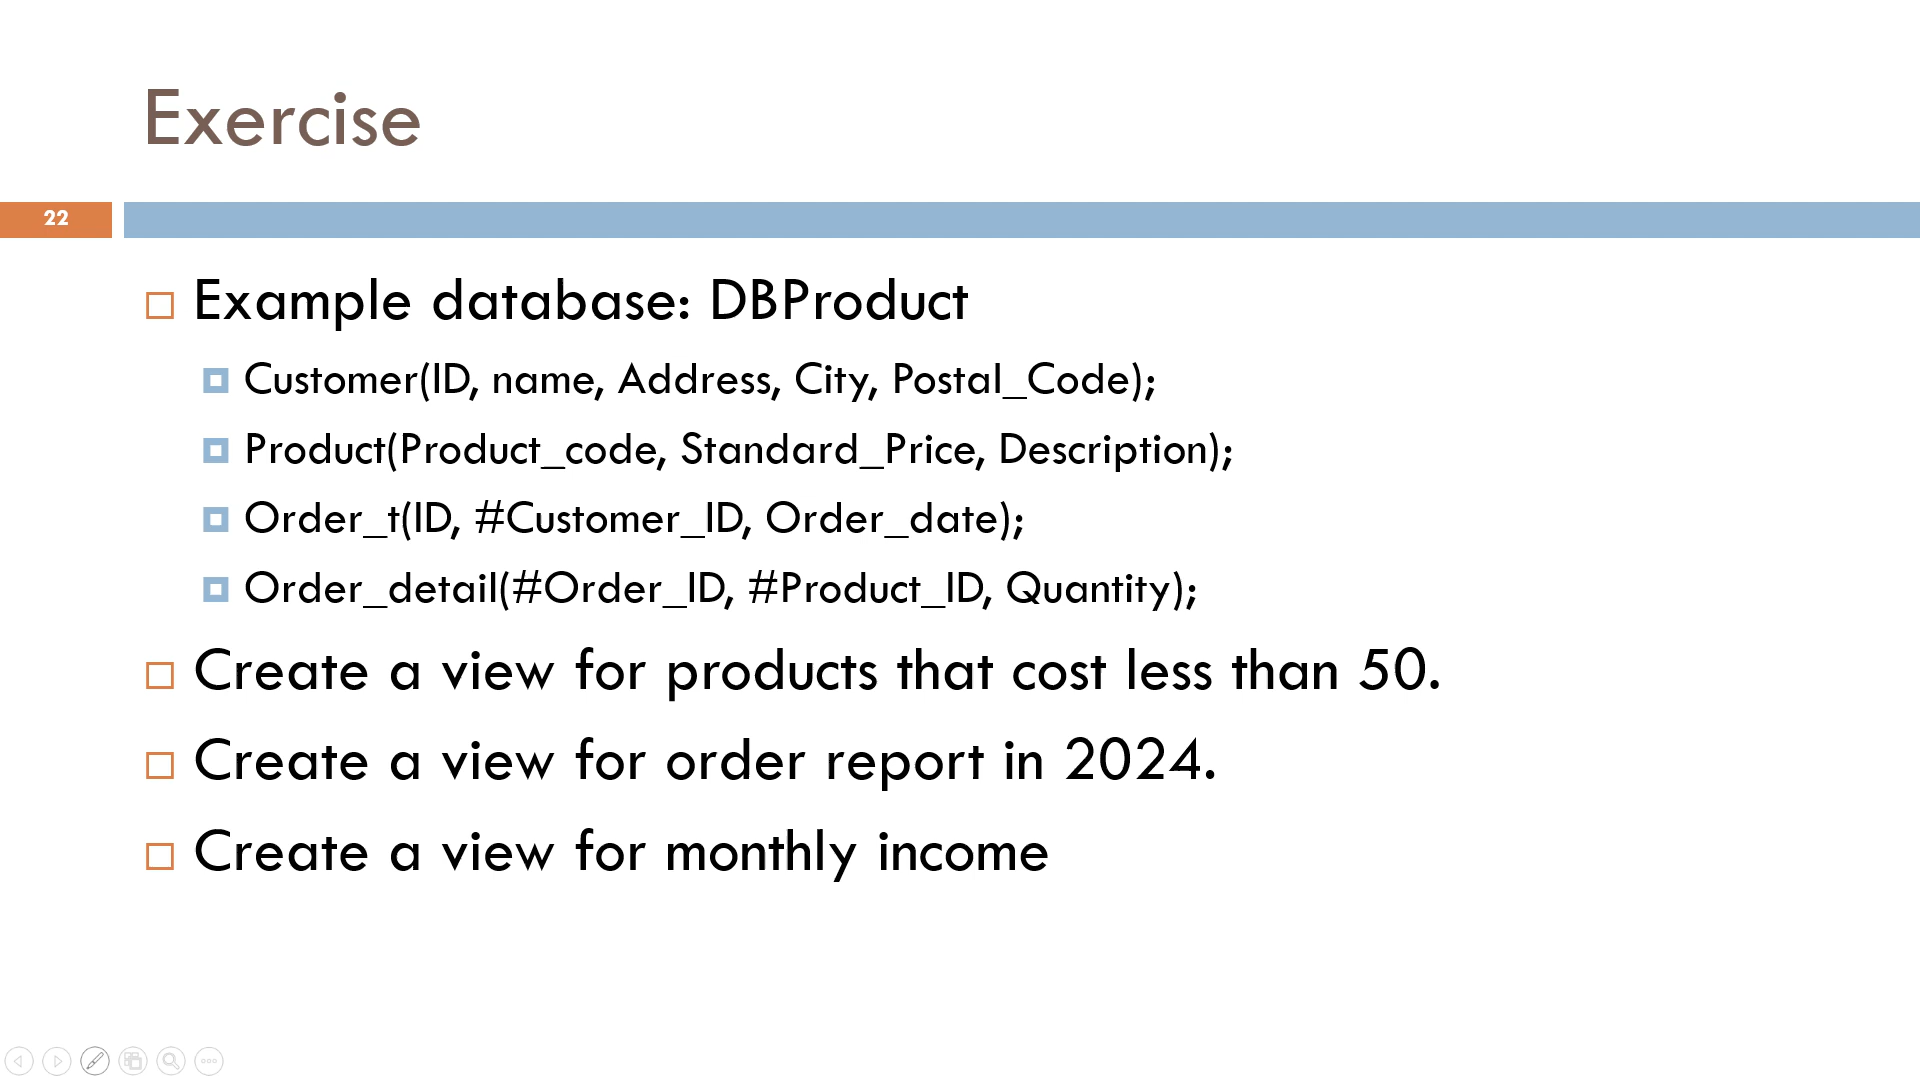 Exercise
22
Example database: DBProduct
Customer(ID, name, Address, City, Postal_Code);
Product(Product_code, Standard_Price, Description);
Order_t(ID, #Customer_ID, Order_date);
Order_detail(#Order_ID, #Product_ID, Quantity);
Create a view for products that cost less than 50.
Create a view for order report in 2024.
Create a view for monthly income